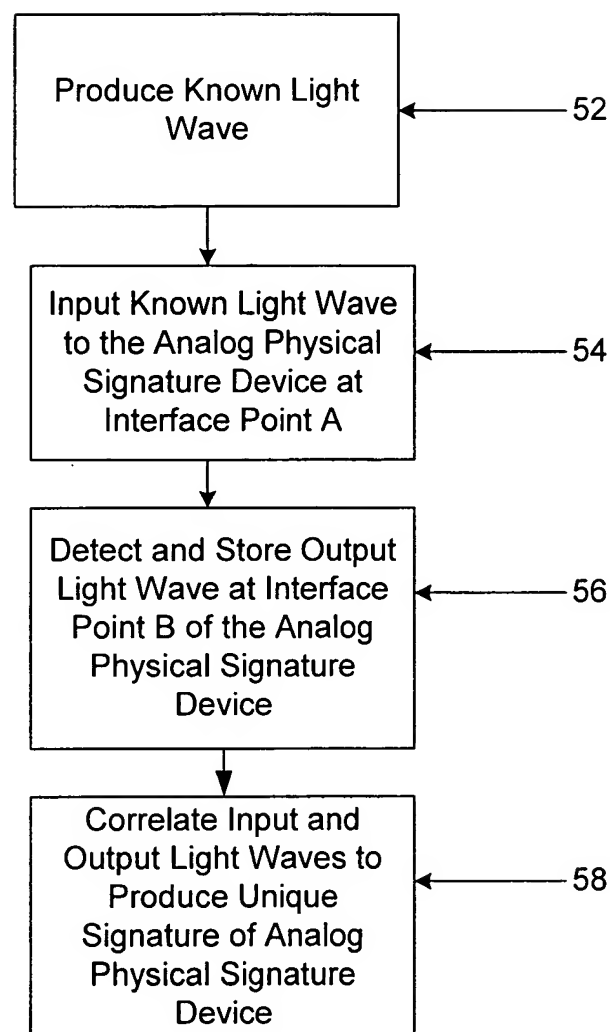 Produce Known Light
Wave
52
Input Known Light Wave
to the Analog Physical
Signature Device at
Interface Point A
54
Detect and Store Output
Light Wave at Interface
Point B of the Analog
Physical Signature
Device
56
Correlate Input and
Output Light Waves to
Produce Unique
Signature of Analog
Physical Signature
Device
58